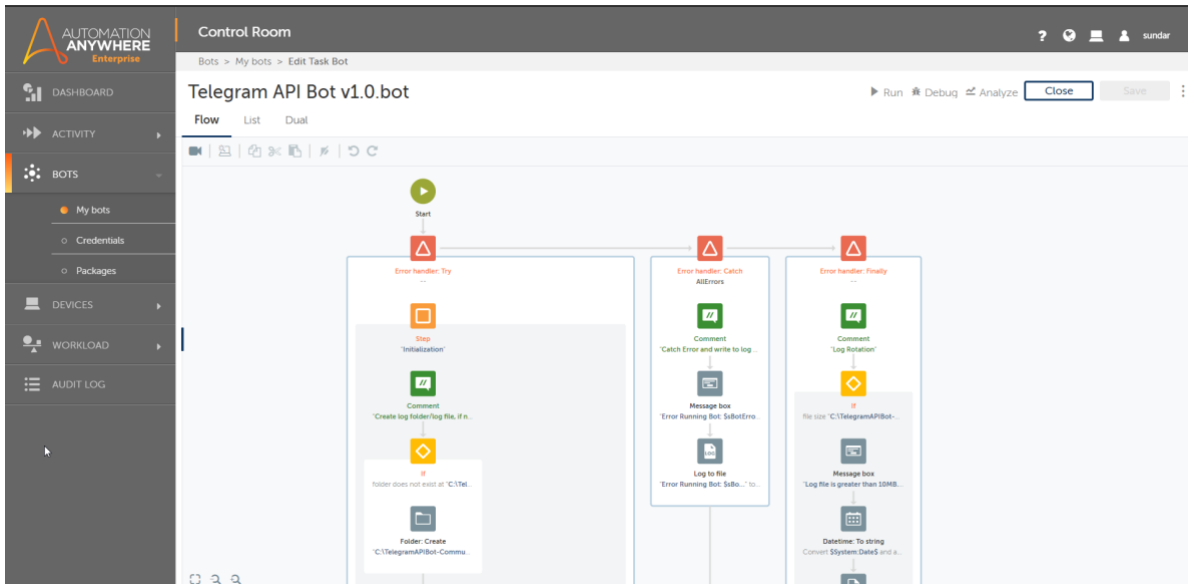 AUTOMATION
ANYWHERE
Enterprise
Control Room
? sundar
Bots > My bots > Edit Task Bot
DASHBOARD
ACTIVITY
BOTS
My bots
Credentials
Packages
DEVICES
WORKLOAD
AUDIT LOG
Telegram API Bot v1.0.bot
Run Debug Analyze Close Save
Flow List Dual
Start
Error handler: Try
--
Step
"Initialization"
Comment
"Create log folder/log file, if n...
If
folder does not exist at "C:\Tel...
Folder: Create
"C:\TelegramAPIBot-Commu...
Error handler: Catch
AllErrors
Comment
"Catch Error and write to log ...
Message box
"Error Running Bot: $sBotErro...
LOG
Log to file
"Error Running Bot: $sBo..." to...
Error handler: Finally
--
Comment
"Log Rotation"
If
file size "C:\TelegramAPIBot-...
Message box
"Log file is greater than 10MB...
Datetime: To string
Convert $System:Date$ and a...